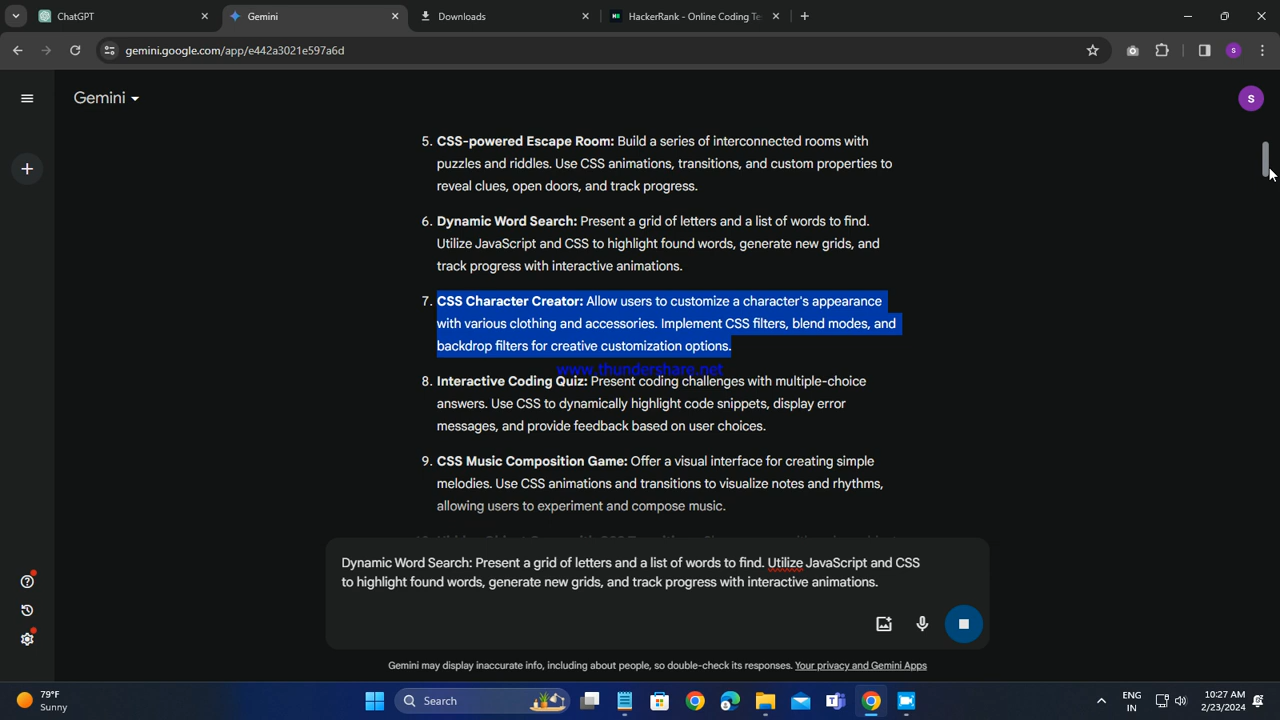 ChatGPT
Gemini
Downloads
HackerRank - Online Coding Te
gemini.google.com/app/e442a3021e597a6d
S
Gemini
S
5. CSS-powered Escape Room: Build a series of interconnected rooms with
puzzles and riddles. Use CSS animations, transitions, and custom properties to
reveal clues, open doors, and track progress.
6. Dynamic Word Search: Present a grid of letters and a list of words to find.
Utilize JavaScript and CSS to highlight found words, generate new grids, and
track progress with interactive animations.
7. CSS Character Creator: Allow users to customize a character's appearance
with various clothing and accessories. Implement CSS filters, blend modes, and
backdrop filters for creative customization options.
www.thundershare.net
8. Interactive Coding Quiz: Present coding challenges with multiple-choice
answers. Use CSS to dynamically highlight code snippets, display error
messages, and provide feedback based on user choices.
9. CSS Music Composition Game: Offer a visual interface for creating simple
melodies. Use CSS animations and transitions to visualize notes and rhythms,
allowing users to experiment and compose music.
Dynamic Word Search: Present a grid of letters and a list of words to find. Utilize JavaScript and CSS
to highlight found words, generate new grids, and track progress with interactive animations.
Gemini may display inaccurate info, including about people, so double-check its responses. Your privacy and Gemini Apps
79°F
Sunny
Search
ENG
IN
10:27 AM
2/23/2024